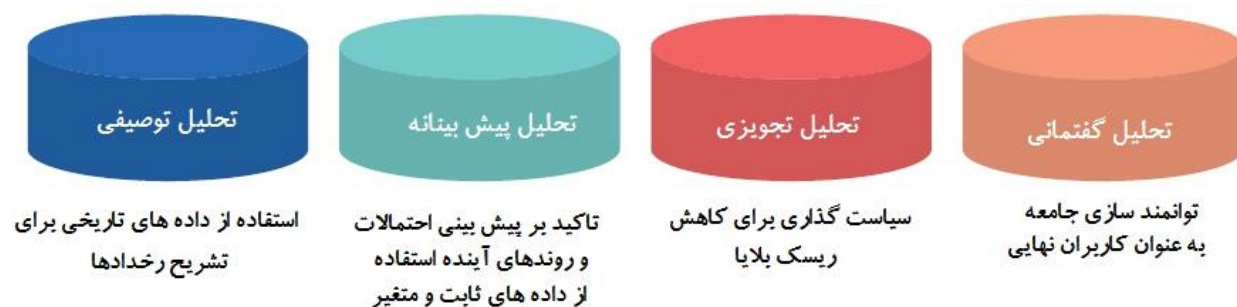 تحلیل گفتمانی
توانمند سازی جامعه
به عنوان کاربران نهایی
تحلیل تجویزی
سیاست گذاری برای کاهش
ریسک بلایا
تحلیل پیش بینانه
تاکید بر پیش بینی احتمالات
و روندهای آینده استفاده
از داده های ثابت و متغیر
تحلیل توصیفی
استفاده از داده های تاریخی برای
تشریح رخدادها